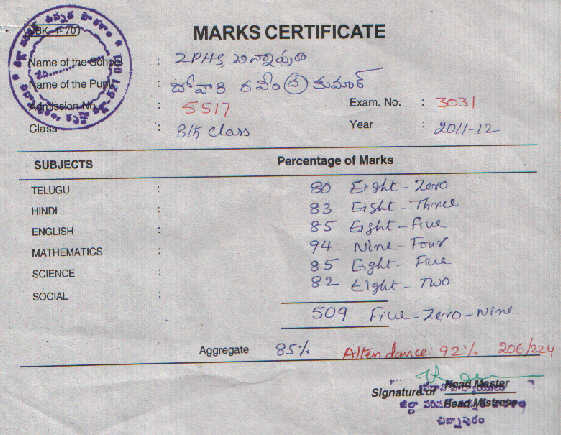 MARKS CERTIFICATE
Name of the School : ZPHS చిన్నాపురం
Name of the Pupil : జోవారి రవీం(ద్ర) కుమార్
Admission No. : 5517 Exam. No. : 3031
Class : 8th Class Year : 2011-12
SUBJECTS Percentage of Marks
TELUGU : 80 Eight-Zero
HINDI : 83 Eight-Three
ENGLISH : 85 Eight-Five
MATHEMATICS : 94 Nine-Four
SCIENCE : 85 Eight-Five
SOCIAL : 82 Eight-Two
509 Five-Zero-Nine
Aggregate 85% Attendance: 92% 206/224
Signature of Head Master
Head Mistress
చిన్నాపురం